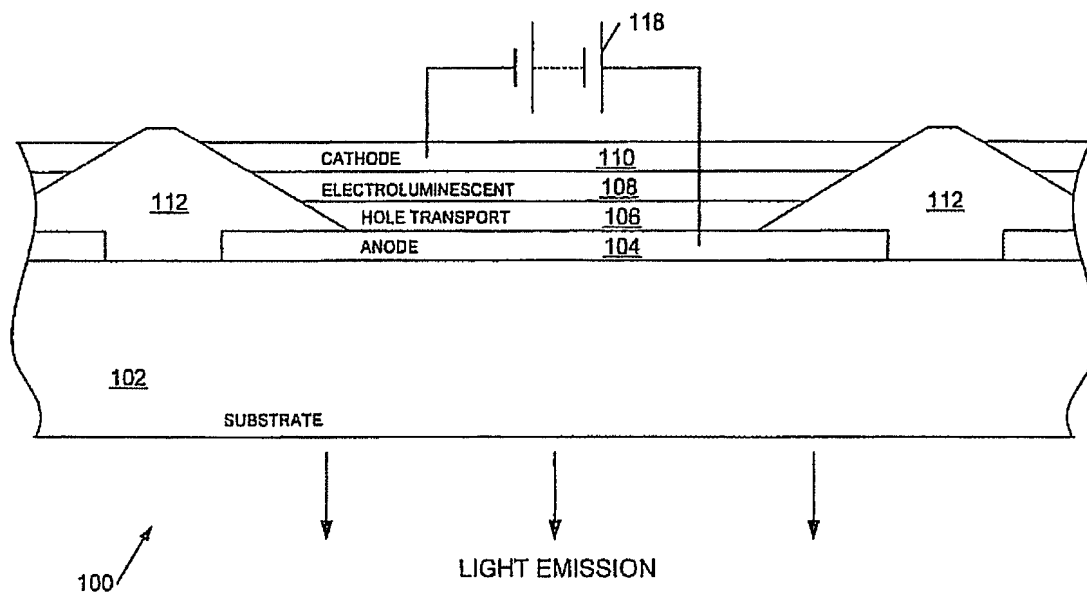 118
CATHODE 110
ELECTROLUMINESCENT 108
112 HOLE TRANSPORT 106 112
ANODE 104
102
SUBSTRATE
LIGHT EMISSION
100